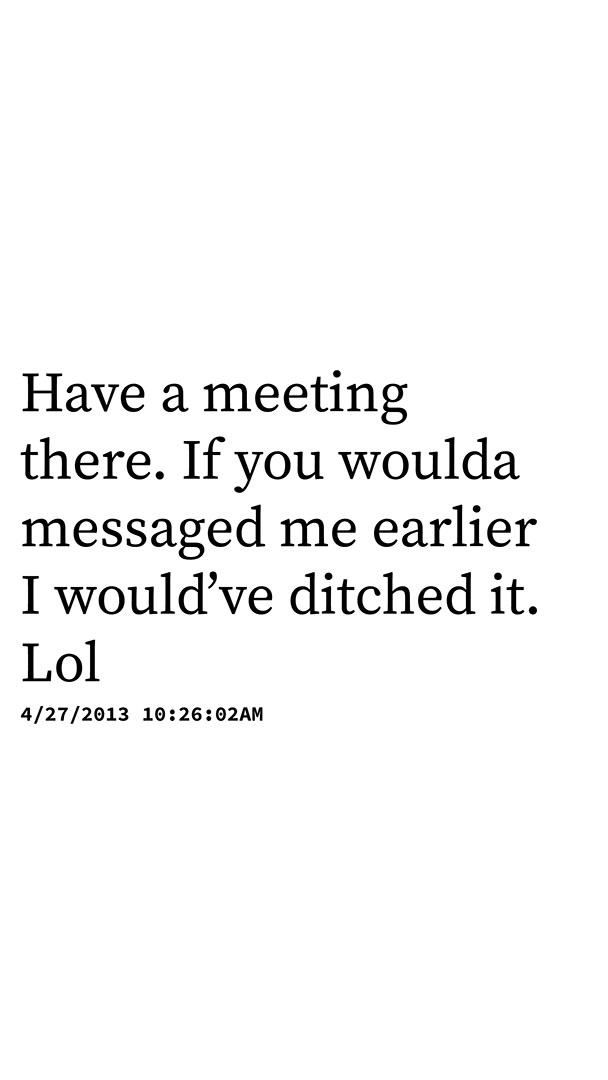 Have a meeting
there. If you woulda
messaged me earlier
I would’ve ditched it.
Lol
4/27/2013 10:26:02AM